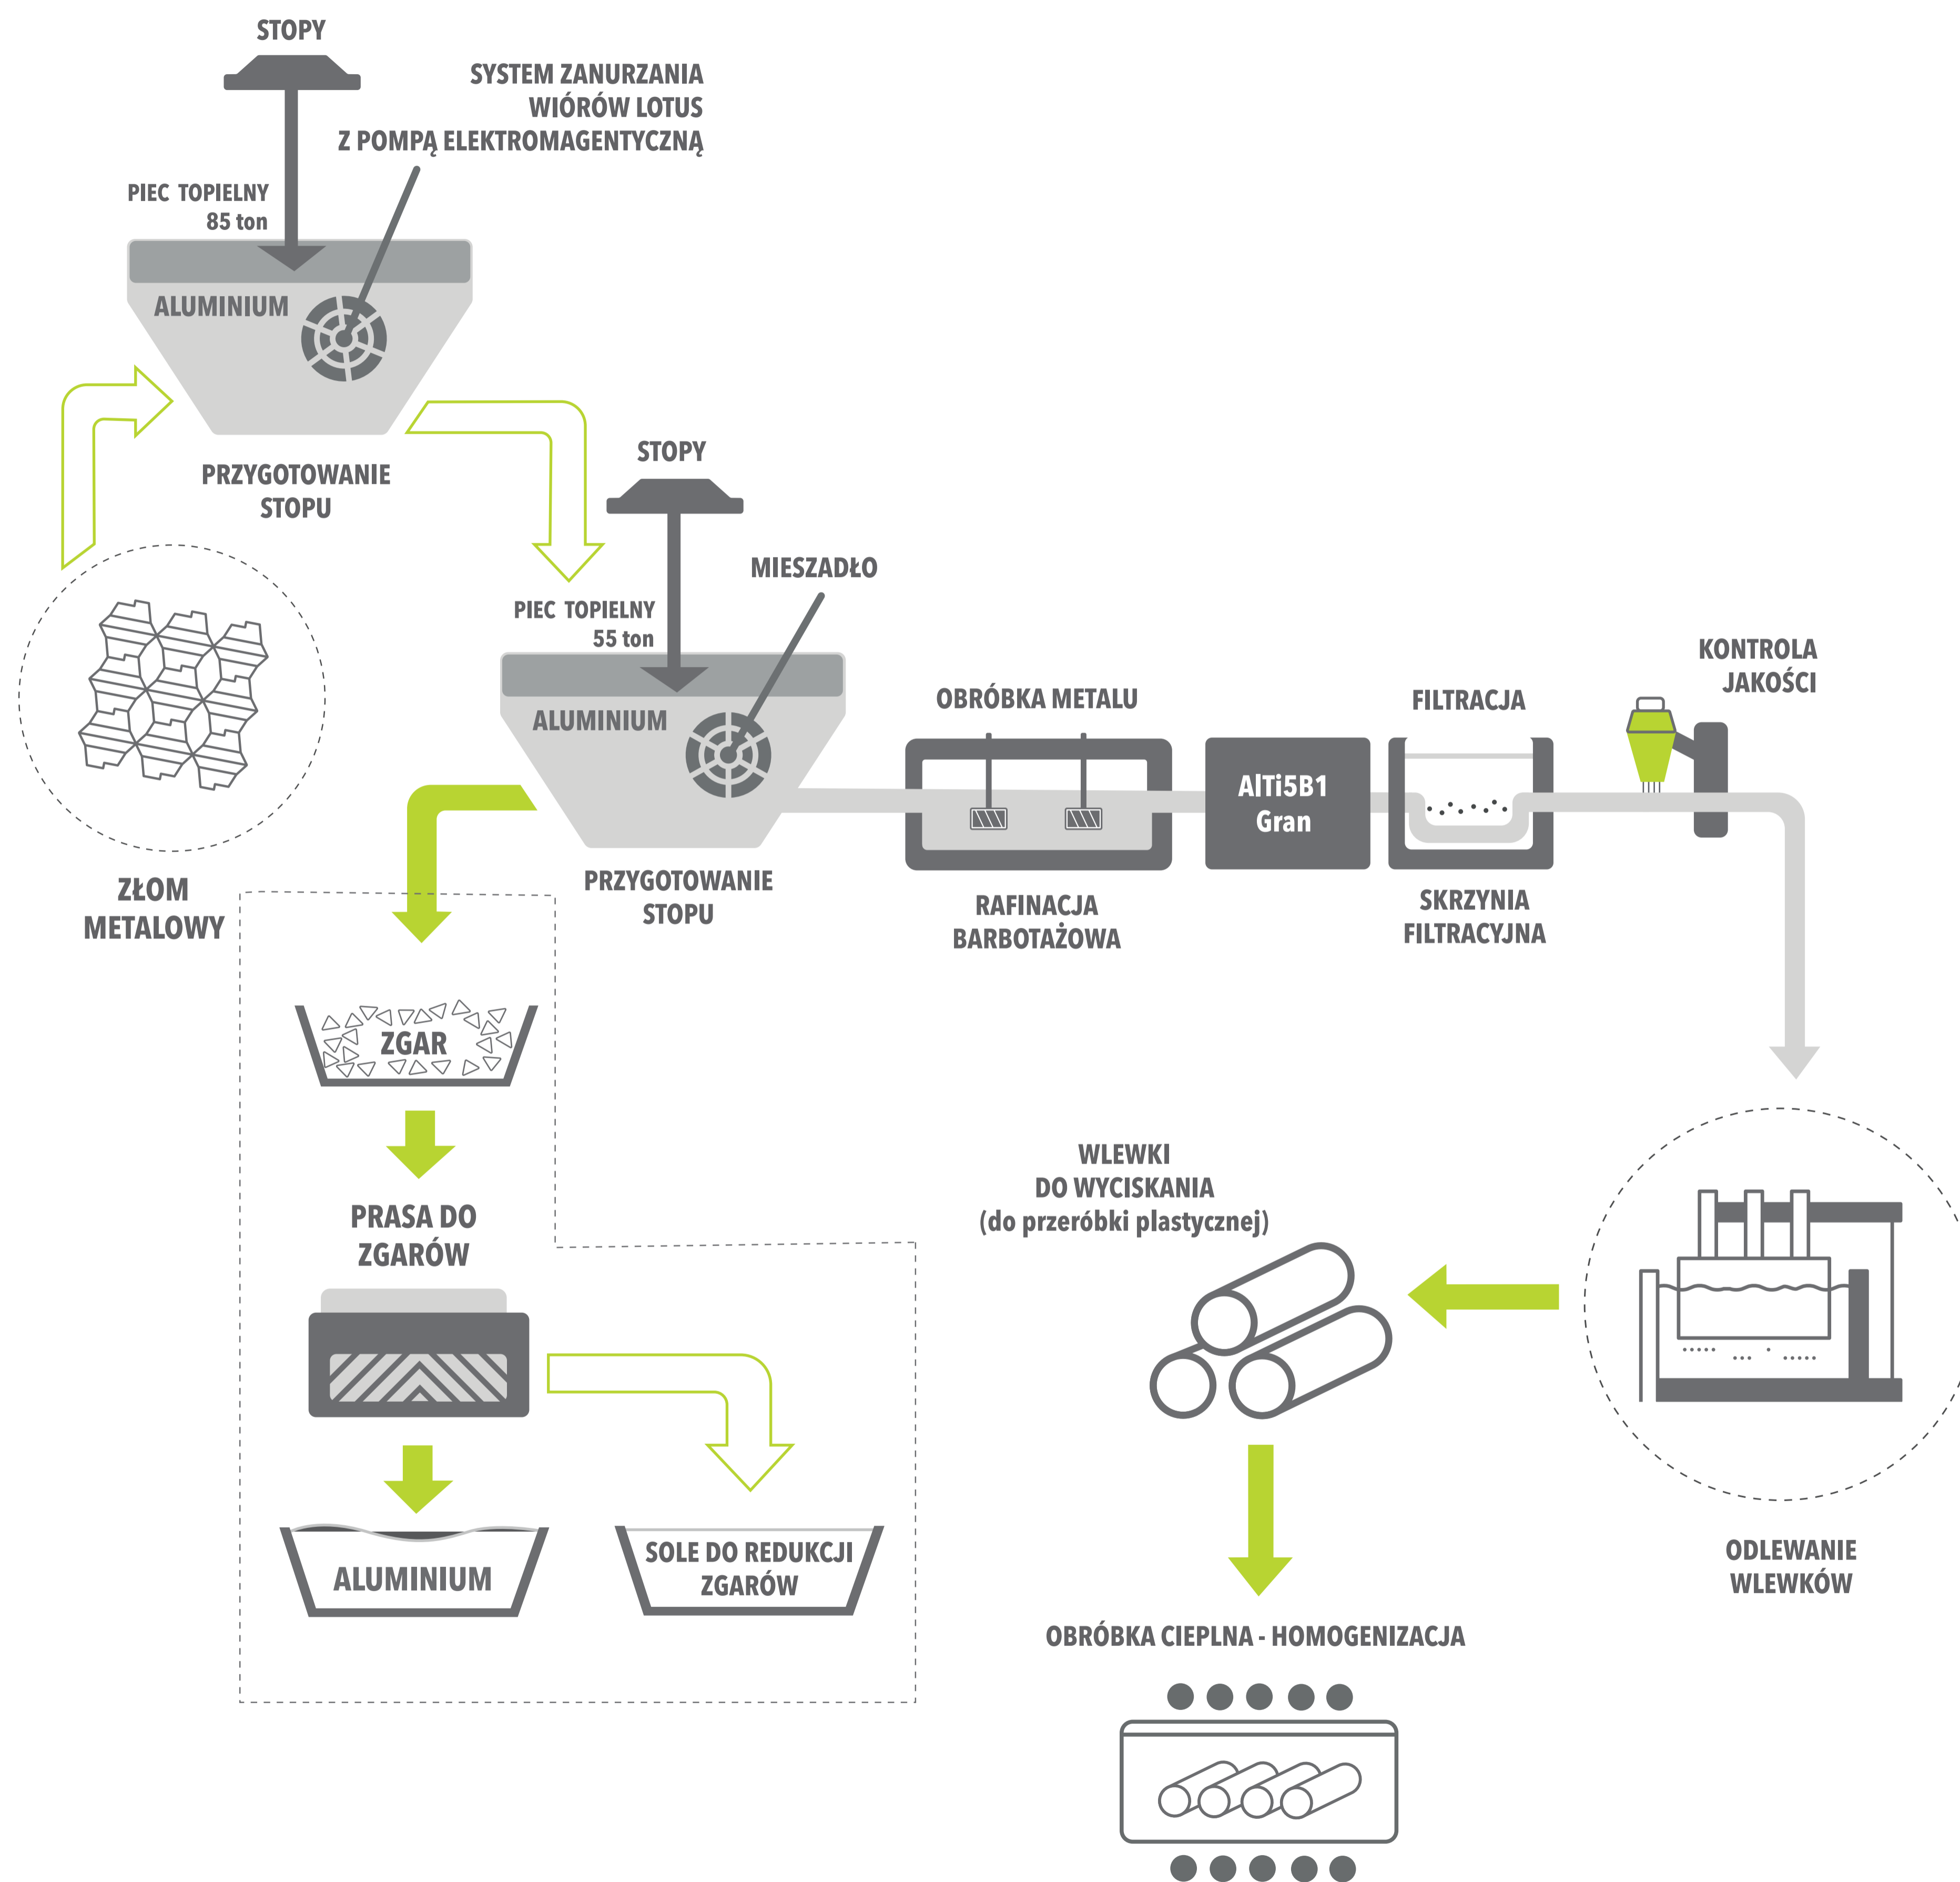 STOPY
SYSTEM ZANURZANIA
WIÓRÓW LOTUS
Z POMPĄ ELEKTROMAGENTYCZNĄ
PIEC TOPIELNY
85 ton
ALUMINIUM
PRZYGOTOWANIE
STOPU
ZŁOM
METALOWY
STOPY
MIESZADŁO
PIEC TOPIELNY
55 ton
ALUMINIUM
PRZYGOTOWANIE
STOPU
OBRÓBKA METALU
RAFINACJA
BARBOTAŻOWA
AlTi5B1
Gran
FILTRACJA
SKRZYNIA
FILTRACYJNA
KONTROLA
JAKOŚCI
ZGAR
PRASA DO
ZGARÓW
ALUMINIUM
SOLE DO REDUKCJI
ZGARÓW
ODLEWANIE
WLEWKÓW
WLEWKI
DO WYCISKANIA
(do przeróbki plastycznej)
OBRÓBKA CIEPLNA - HOMOGENIZACJA